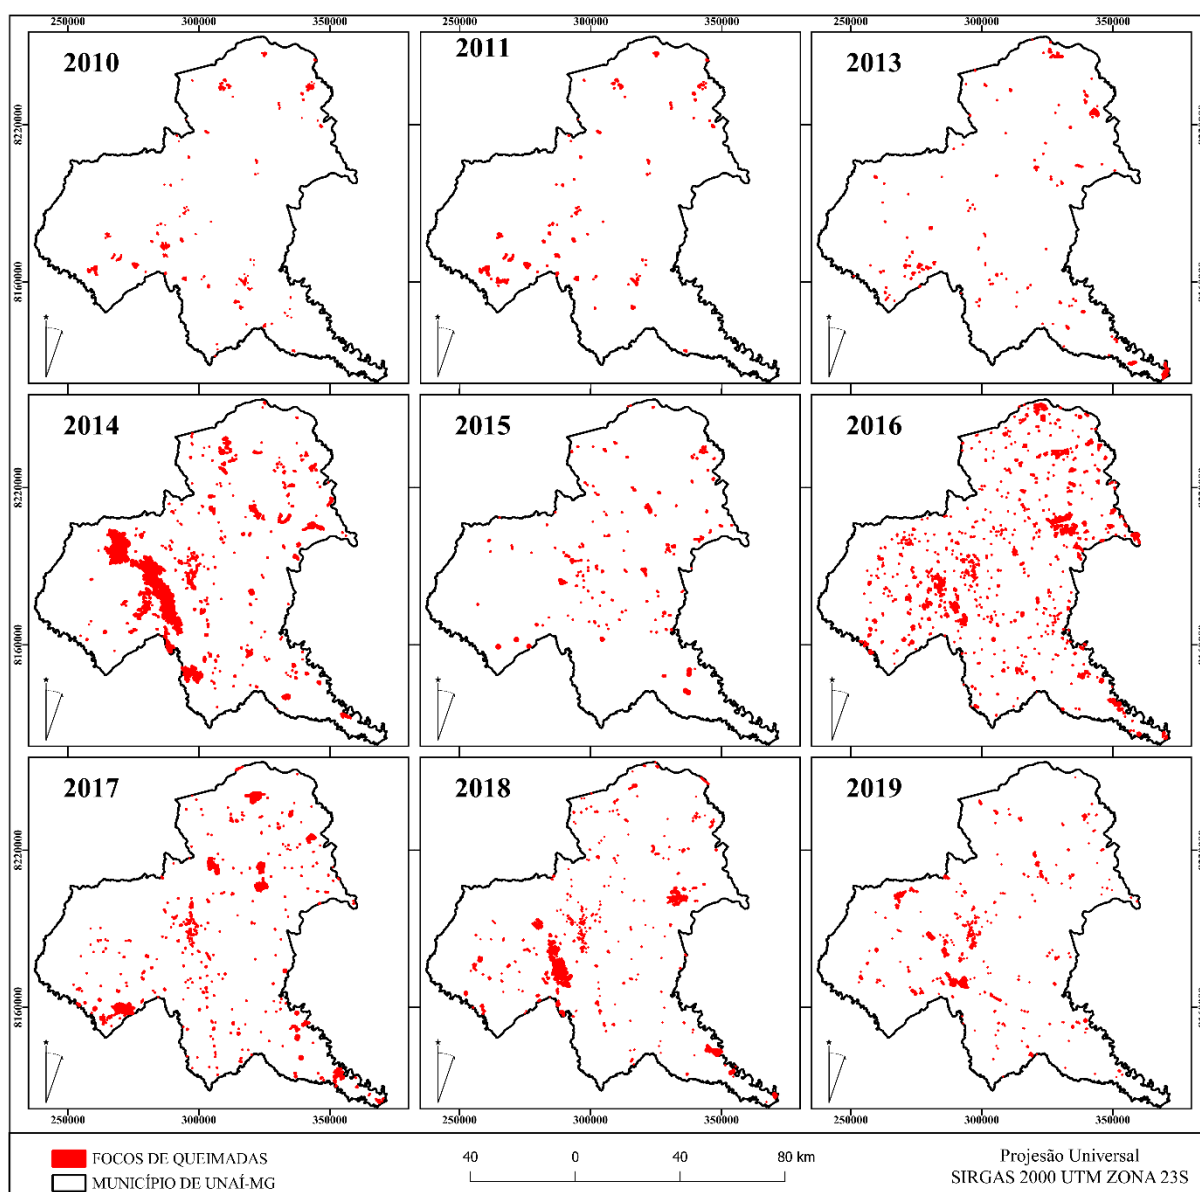 250000 300000 350000 250000 300000 350000 250000 300000 350000
2010
2011
2013
8220000
8160000
2014
2015
2016
8220000
8160000
2017
2018
2019
8220000
8160000
250000 300000 350000 250000 300000 350000 250000 300000 350000
FOCOS DE QUEIMADAS
MUNICÍPIO DE UNAÍ-MG
40 0 40 80 km
Projesão Universal
SIRGAS 2000 UTM ZONA 23S